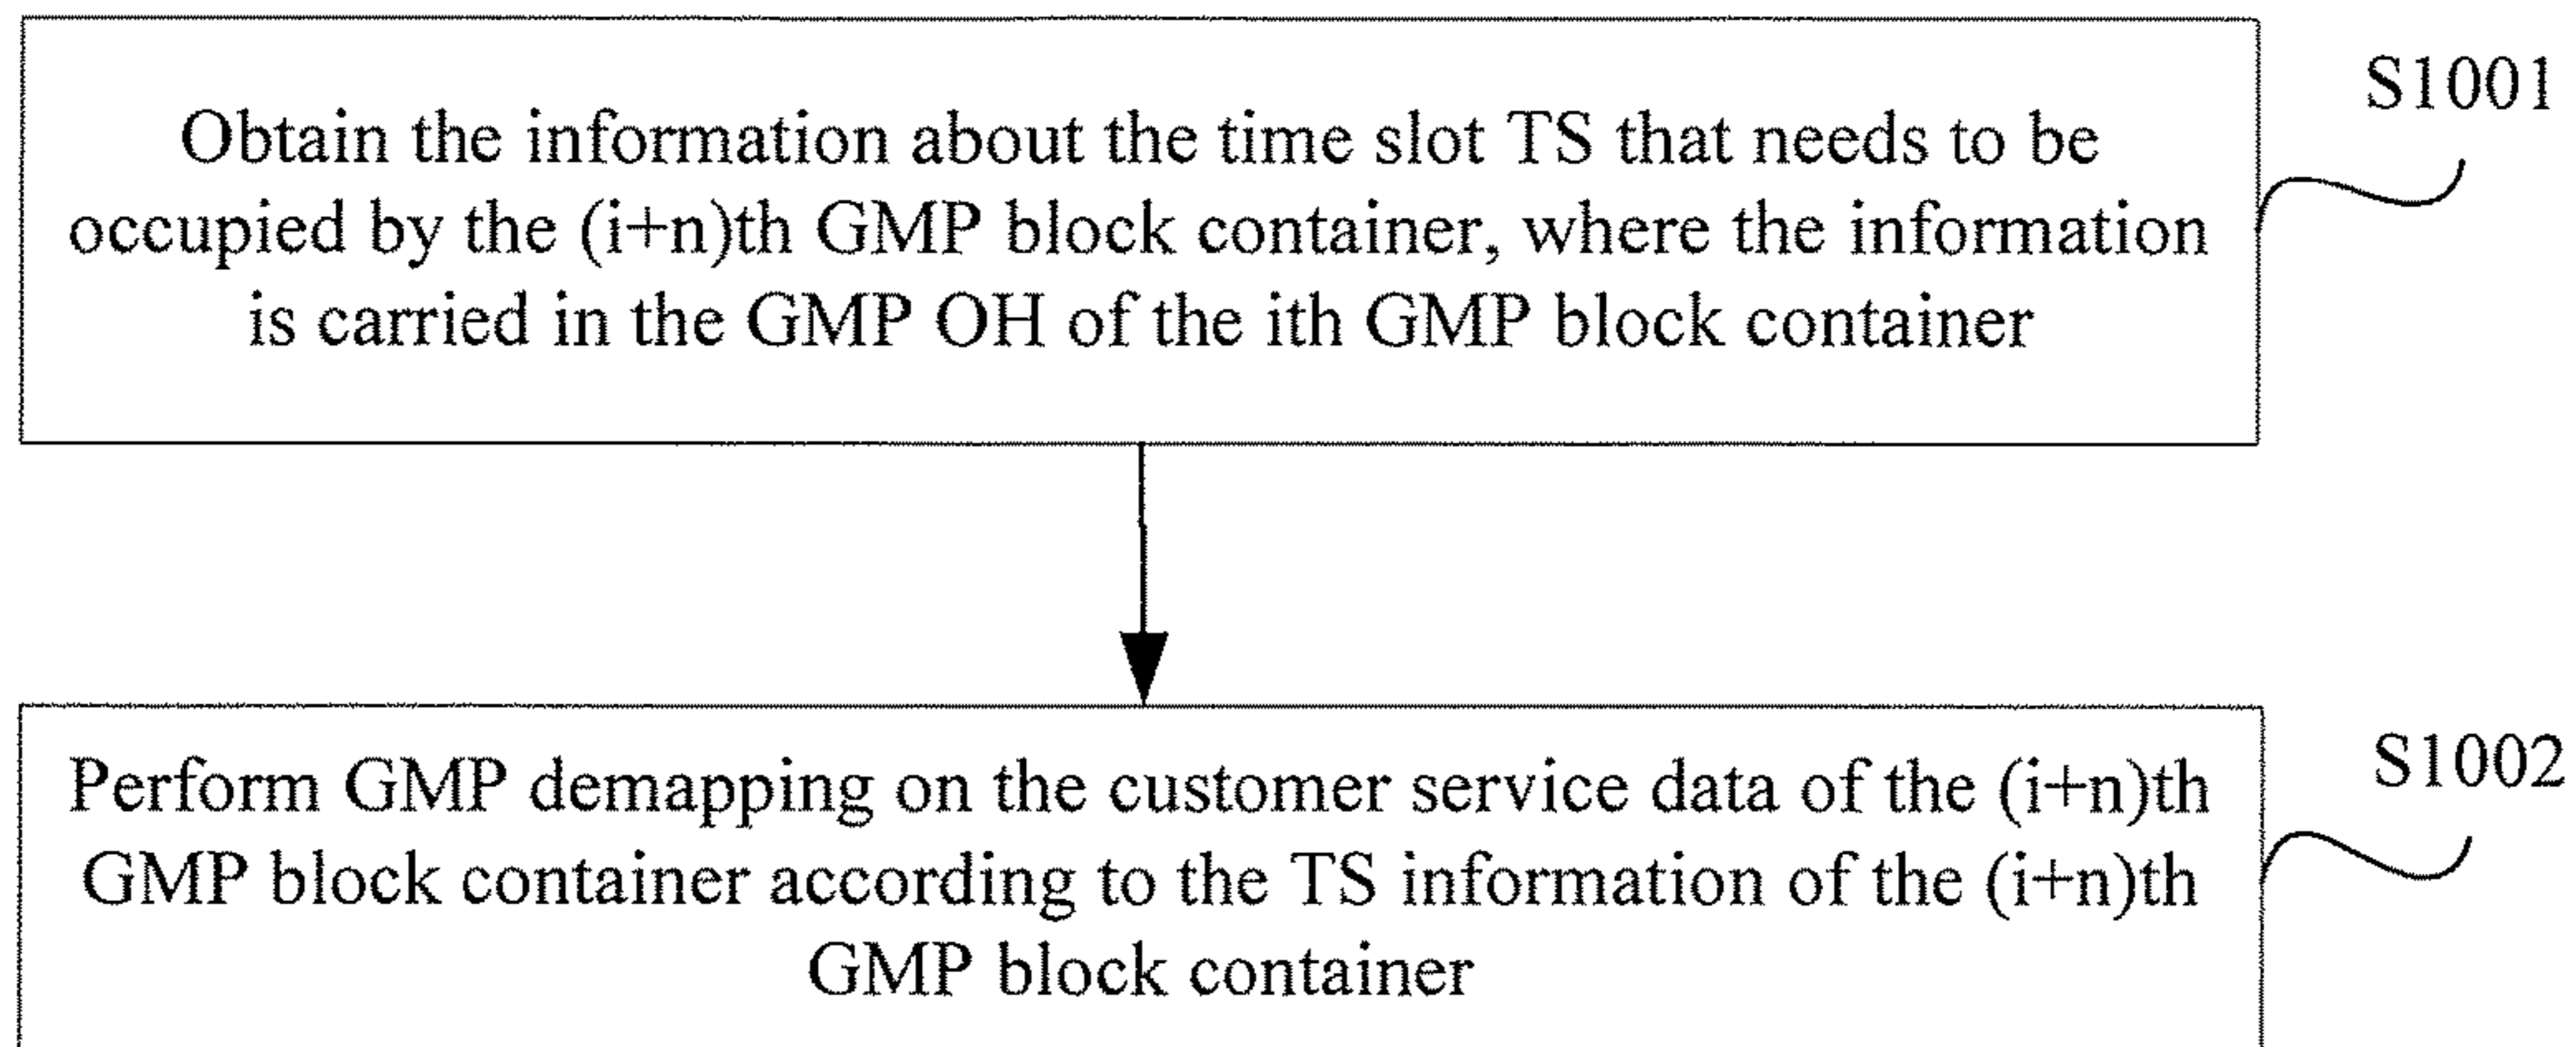 Obtain the information about the time slot TS that needs to be
occupied by the (i+n)th GMP block container, where the information
is carried in the GMP OH of the ith GMP block container
S1001
Perform GMP demapping on the customer service data of the (i+n)th
GMP block container according to the TS information of the (i+n)th
GMP block container
S1002